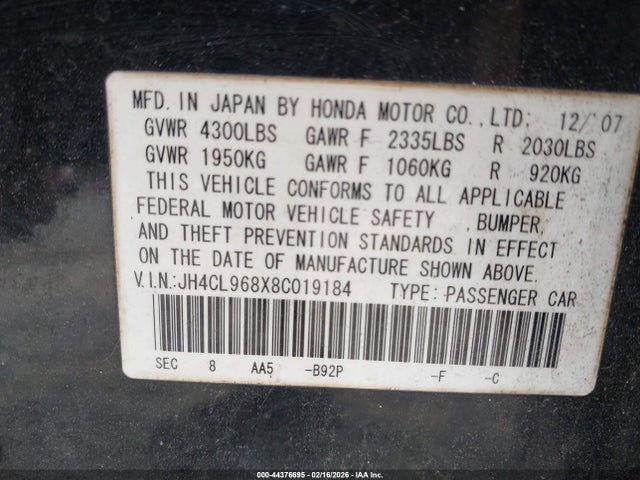 MFD. IN JAPAN BY HONDA MOTOR CO., LTD: 12/'07
GVWR 4300LBS GAWR F 2335LBS R 2030LBS
GVWR 1950KG GAWR F 1060KG R 920KG
THIS VEHICLE CONFORMS TO ALL APPLICABLE
FEDERAL MOTOR VEHICLE SAFETY , BUMPER,
AND THEFT PREVENTION STANDARDS IN EFFECT
ON THE DATE OF MANUFACTURE SHOWN ABOVE.
V.I.N:JH4CL968X8C019184 TYPE: PASSENGER CAR
SEC 8 AA5 -B92P -F -C
000-44376695 - 02/16/2026 - IAA Inc.